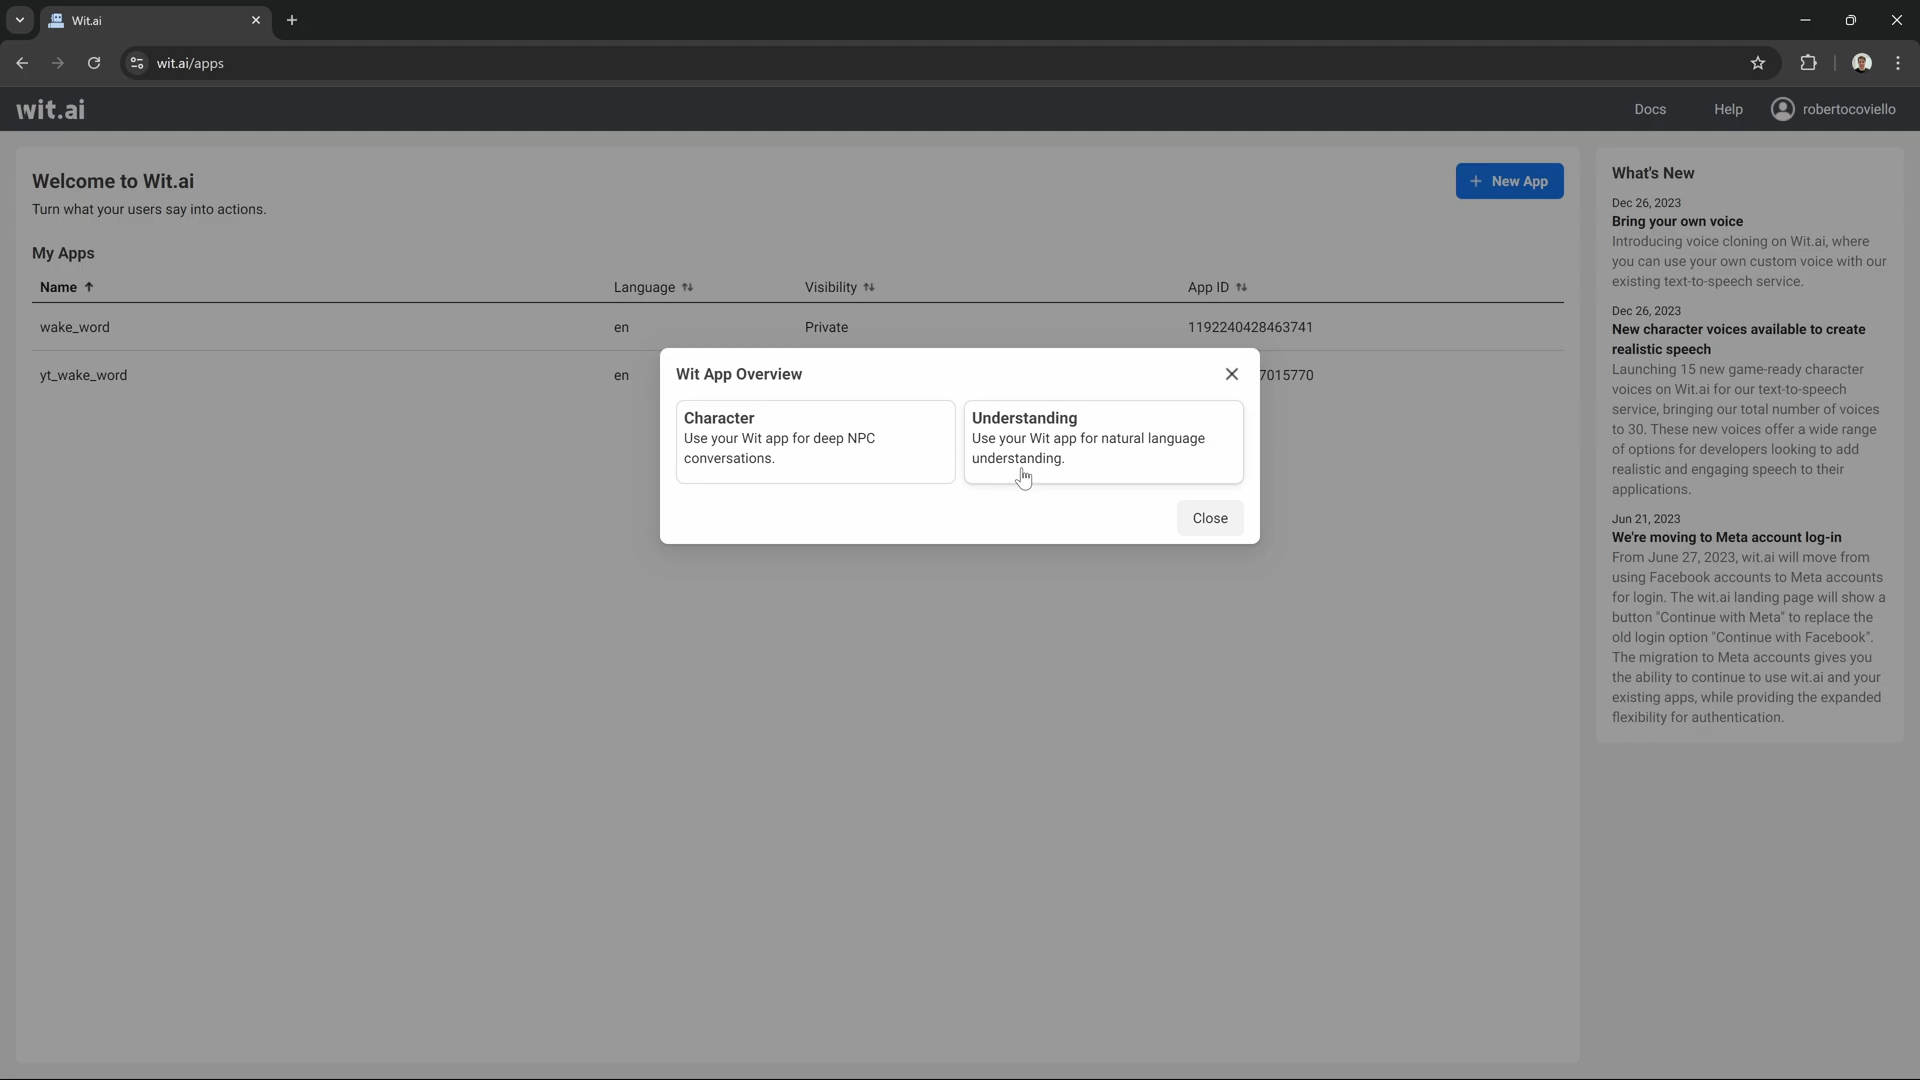 Wit.ai
wit.ai/apps
wit.ai
Docs
Help
robertocoviello
Welcome to Wit.ai
Turn what your users say into actions.
+ New App
My Apps
Name ↑
Language
Visibility
App ID
wake_word
en
Private
1192240428463741
yt_wake_word
en
7015770
Wit App Overview
Character
Use your Wit app for deep NPC
conversations.
Understanding
Use your Wit app for natural language
understanding.
Close
What's New
Dec 26, 2023
Bring your own voice
Introducing voice cloning on Wit.ai, where
you can use your own custom voice with our
existing text-to-speech service.
Dec 26, 2023
New character voices available to create
realistic speech
Launching 15 new game-ready character
voices on Wit.ai for our text-to-speech
service, bringing our total number of voices
to 30. These new voices offer a wide range
of options for developers looking to add
realistic and engaging speech to their
applications.
Jun 21, 2023
We're moving to Meta account log-in
From June 27, 2023, wit.ai will move from
using Facebook accounts to Meta accounts
for login. The wit.ai landing page will show a
button "Continue with Meta" to replace the
old login option "Continue with Facebook".
The migration to Meta accounts gives you
the ability to continue to use wit.ai and your
existing apps, while providing the expanded
flexibility for authentication.